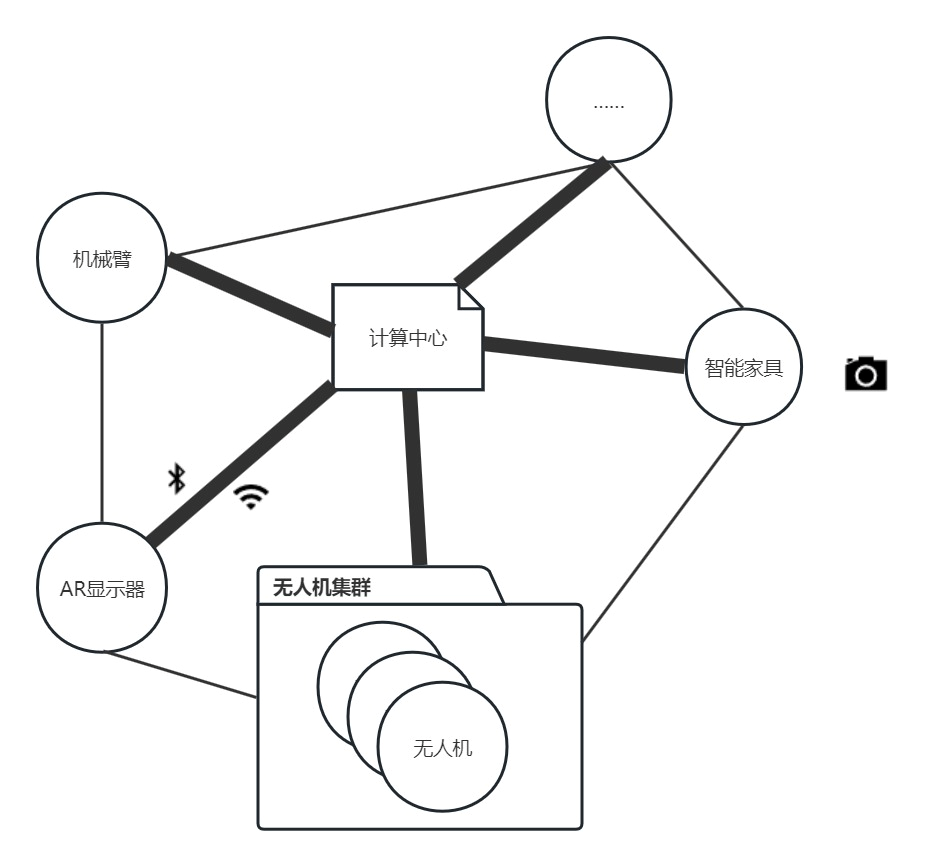 ......
机械臂
计算中心
智能家具
AR显示器
无人机集群
无人机